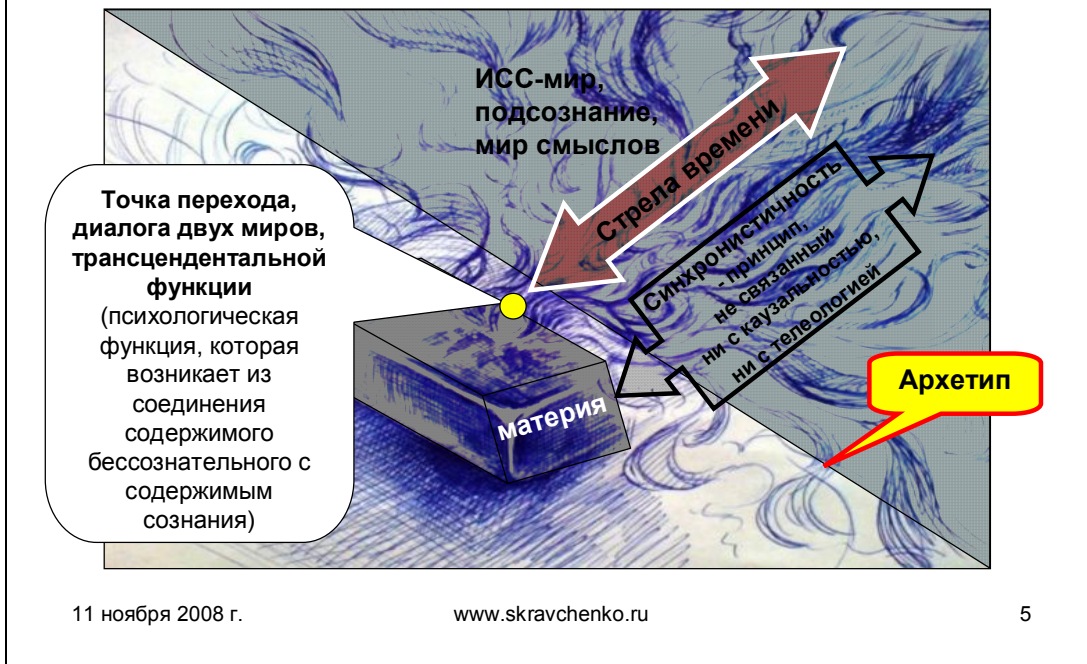 ИСС-мир,
подсознание,
мир смыслов
Стрела времени
Точка перехода,
диалога двух миров,
трансцендентальной
функции
(психологическая
функция, которая
возникает из
соединения
содержимого
бессознательного с
содержимым
сознания)
Синхронистичность
- принцип,
не связанный
ни с каузальностью,
ни с телеологией
Архетип
материя
11 ноября 2008 г.
www.skravchenko.ru
5